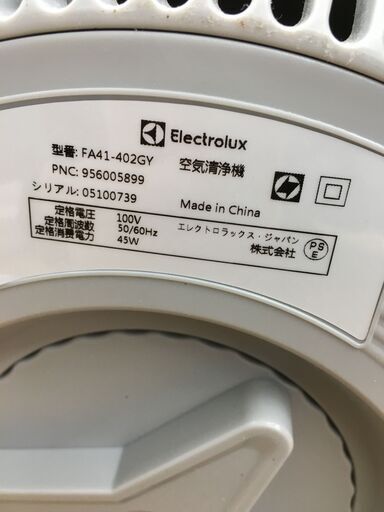 Electrolux
型番: FA41-402GY 空気清浄機
PNC: 956005899
シリアル: 05100739 Made in China
定格電圧 100V エレクトロラックス・ジャパン
定格周波数 50/60Hz 株式会社
定格消費電力 45W
PS
E